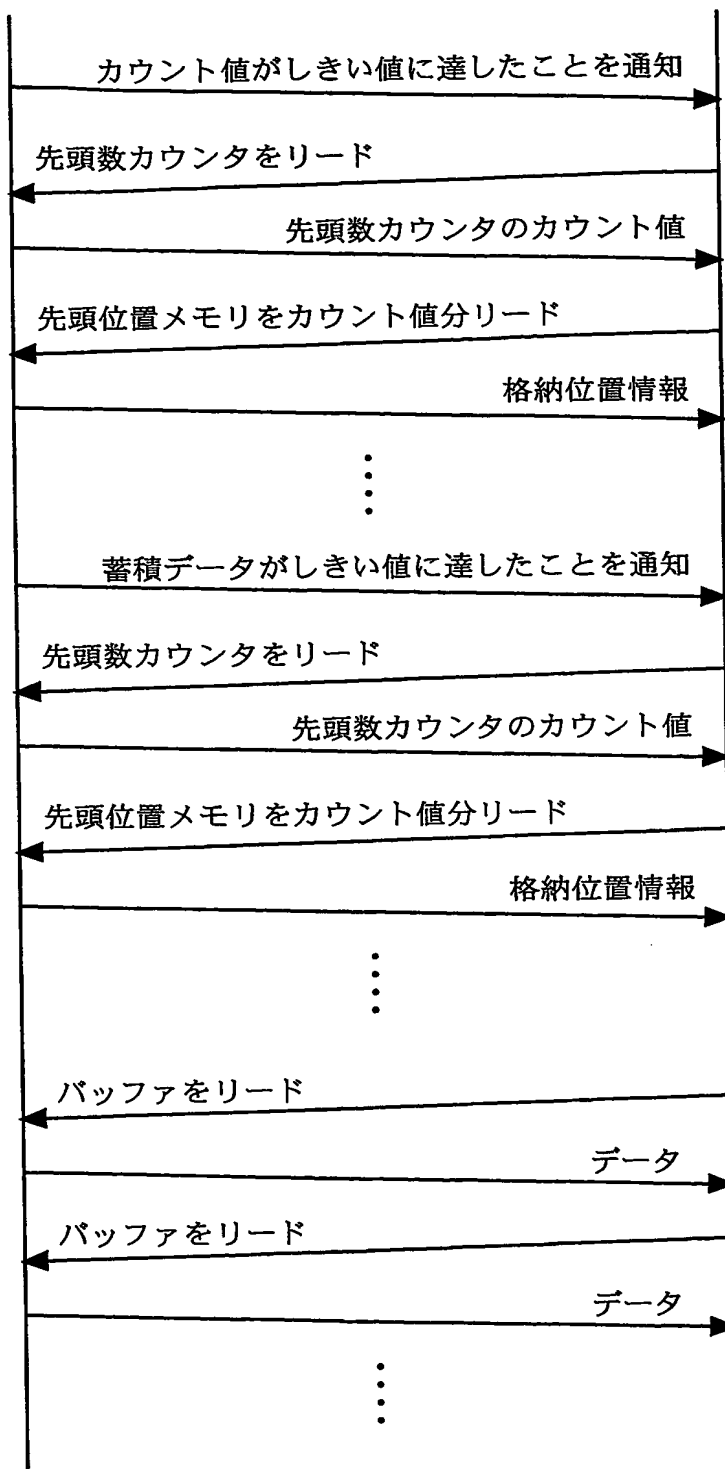 カウント値がしきい値に達したことを通知
先頭数カウンタをリード
先頭数カウンタのカウント値
先頭位置メモリをカウント値分リード
格納位置情報
蓄積データがしきい値に達したことを通知
先頭数カウンタをリード
先頭数カウンタのカウント値
先頭位置メモリをカウント値分リード
格納位置情報
バッファをリード
データ
バッファをリード
データ